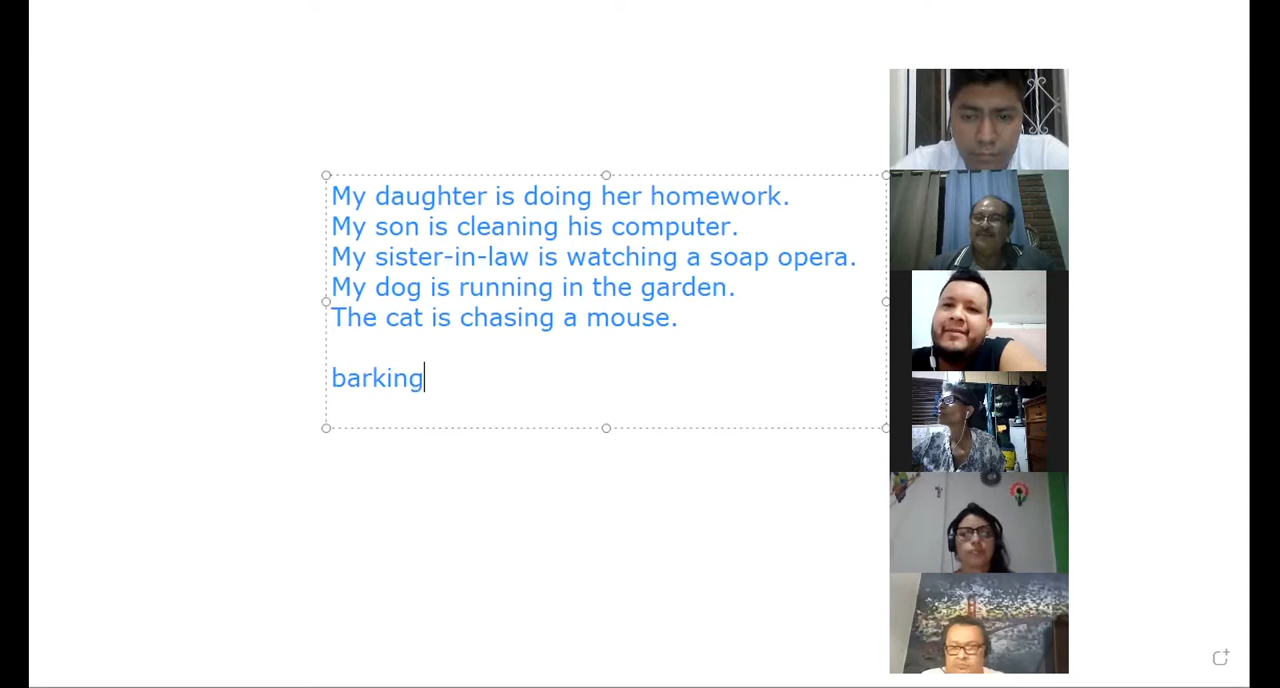 My daughter is doing her homework.
My son is cleaning his computer.
My sister-in-law is watching a soap opera.
My dog is running in the garden.
The cat is chasing a mouse.
barking